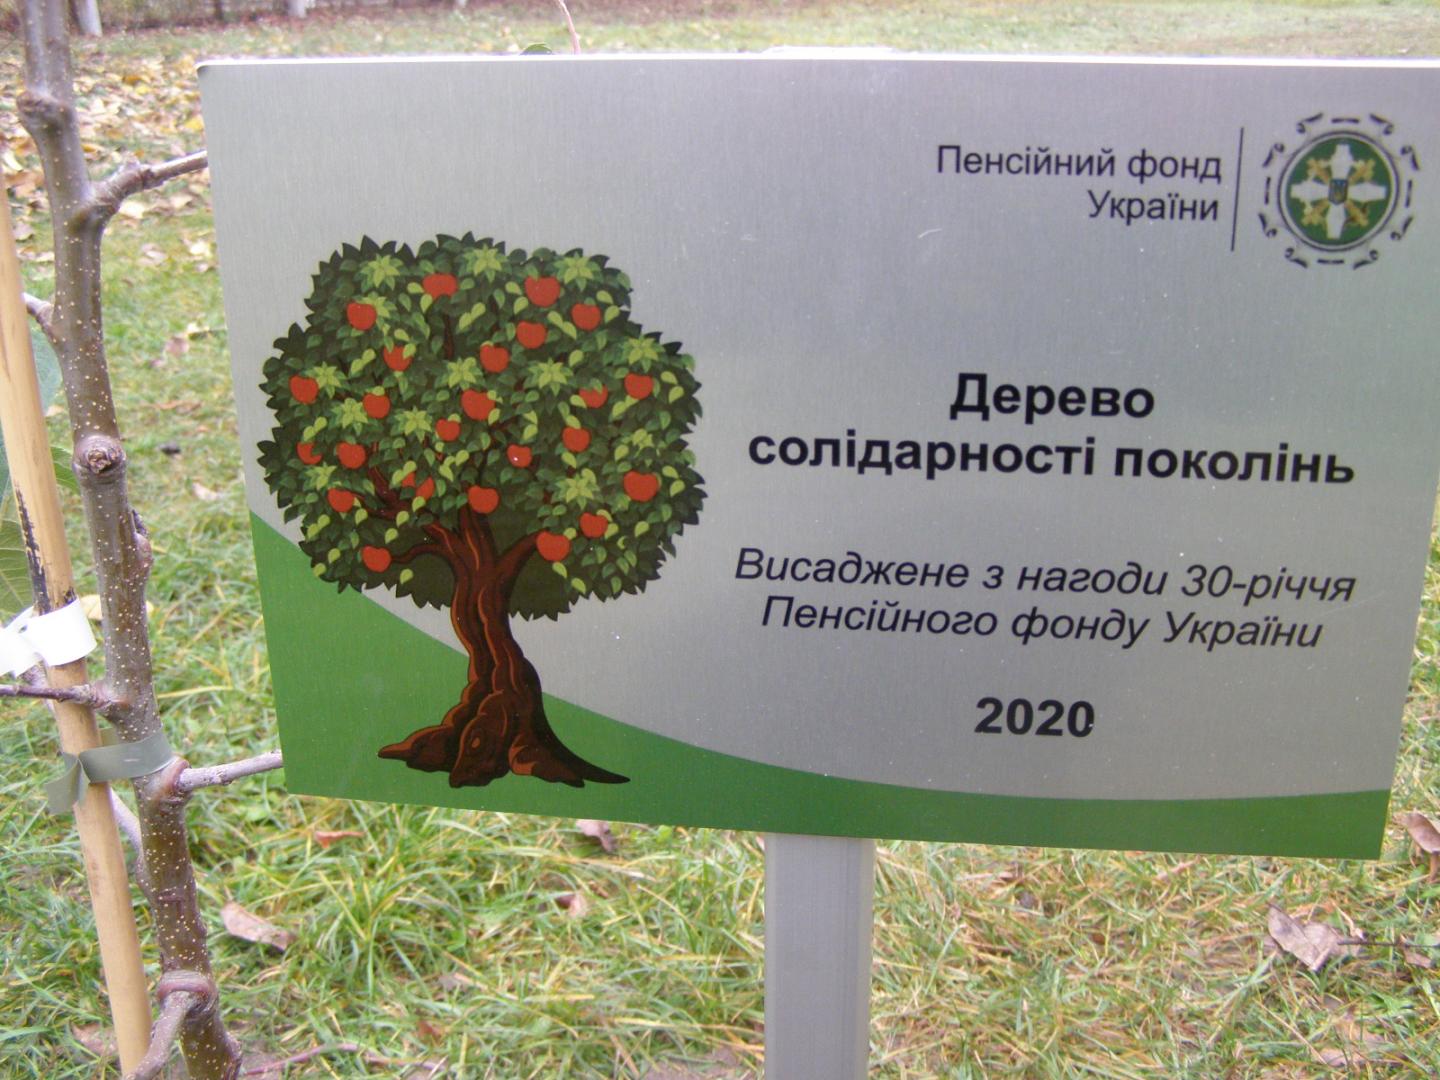 Пенсійний фонд
України
Дерево
солідарності поколінь
Висаджене з нагоди 30-річчя
Пенсійного фонду України
2020